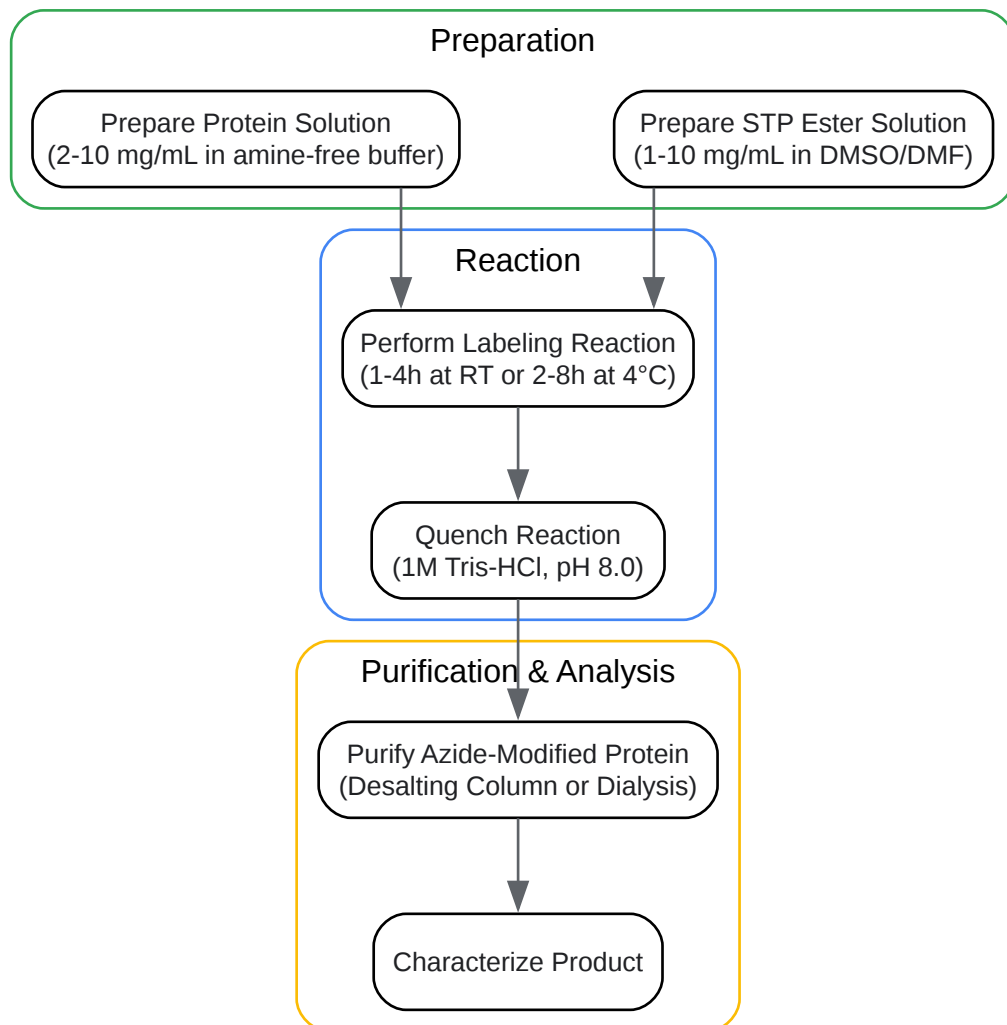 Preparation
Prepare Protein Solution
(2-10 mg/mL in amine-free buffer)
Prepare STP Ester Solution
(1-10 mg/mL in DMSO/DMF)
Reaction
Perform Labeling Reaction
(1-4h at RT or 2-8h at 4°C)
Quench Reaction
(1M Tris-HCl, pH 8.0)
Purification & Analysis
Purify Azide-Modified Protein
(Desalting Column or Dialysis)
Characterize Product